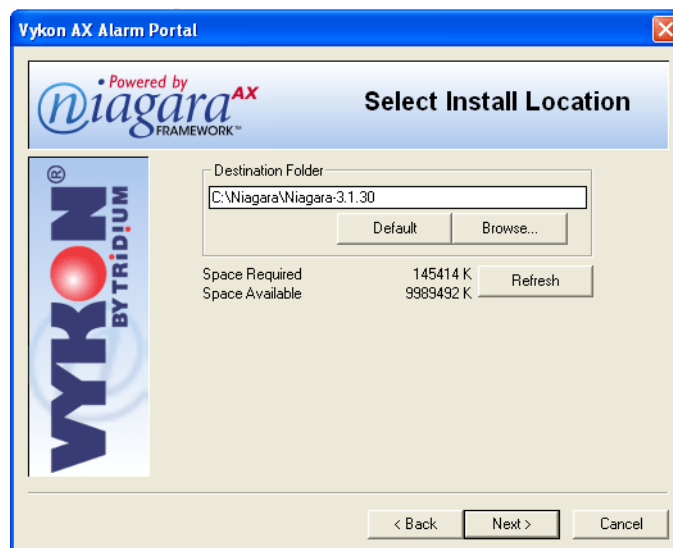 Vykon AX Alarm Portal
Powered by
niagara AX
FRAMEWORK™
Select Install Location
VYKON®
BY TRIDIUM
Destination Folder
C:\Niagara\Niagara-3.1.30
Default Browse...
Space Required 145414 K Refresh
Space Available 9989492 K
< Back Next > Cancel